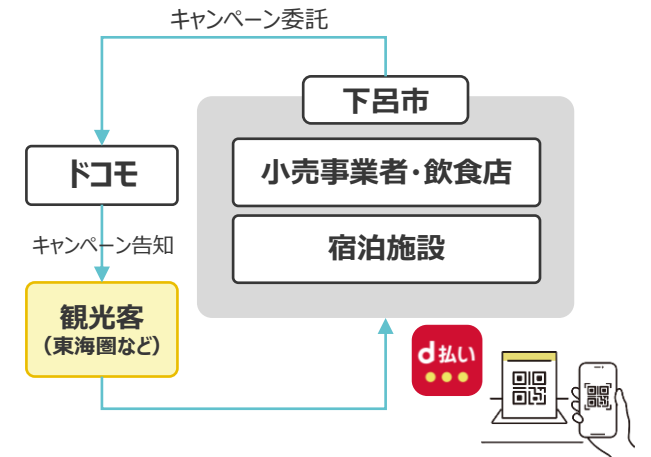 キャンペーン委託
下呂市
ドコモ
小売事業者・飲食店
キャンペーン告知
宿泊施設
観光客
（東海圏など）
d払い